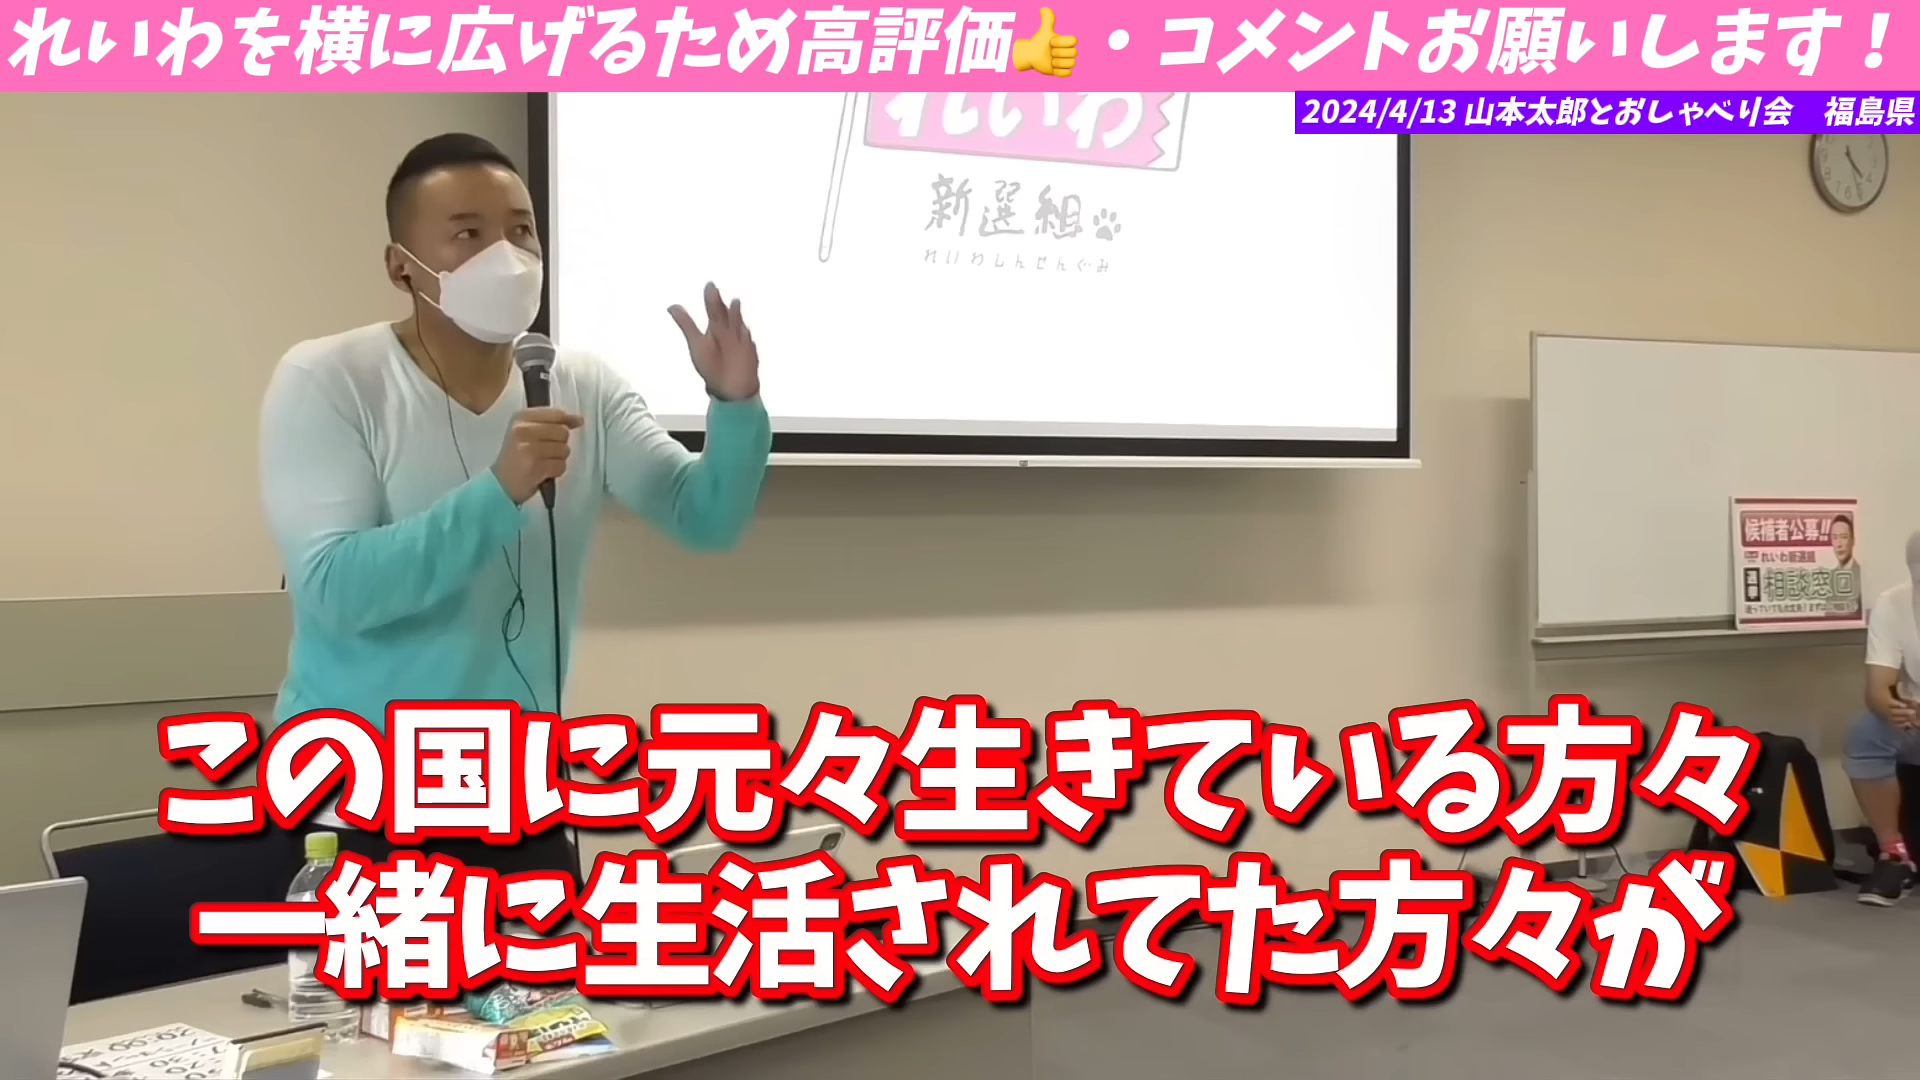 れいわを横に広げるため高評価👍・コメントお願いします!
2024/4/13 山本太郎とおしゃべり会　福島県
れいわ
新選組
れいわしんせんぐみ
候補者公募!!
れいわ新選組
相談窓口
この国に元々生きている方々
一緒に生活されてた方々が